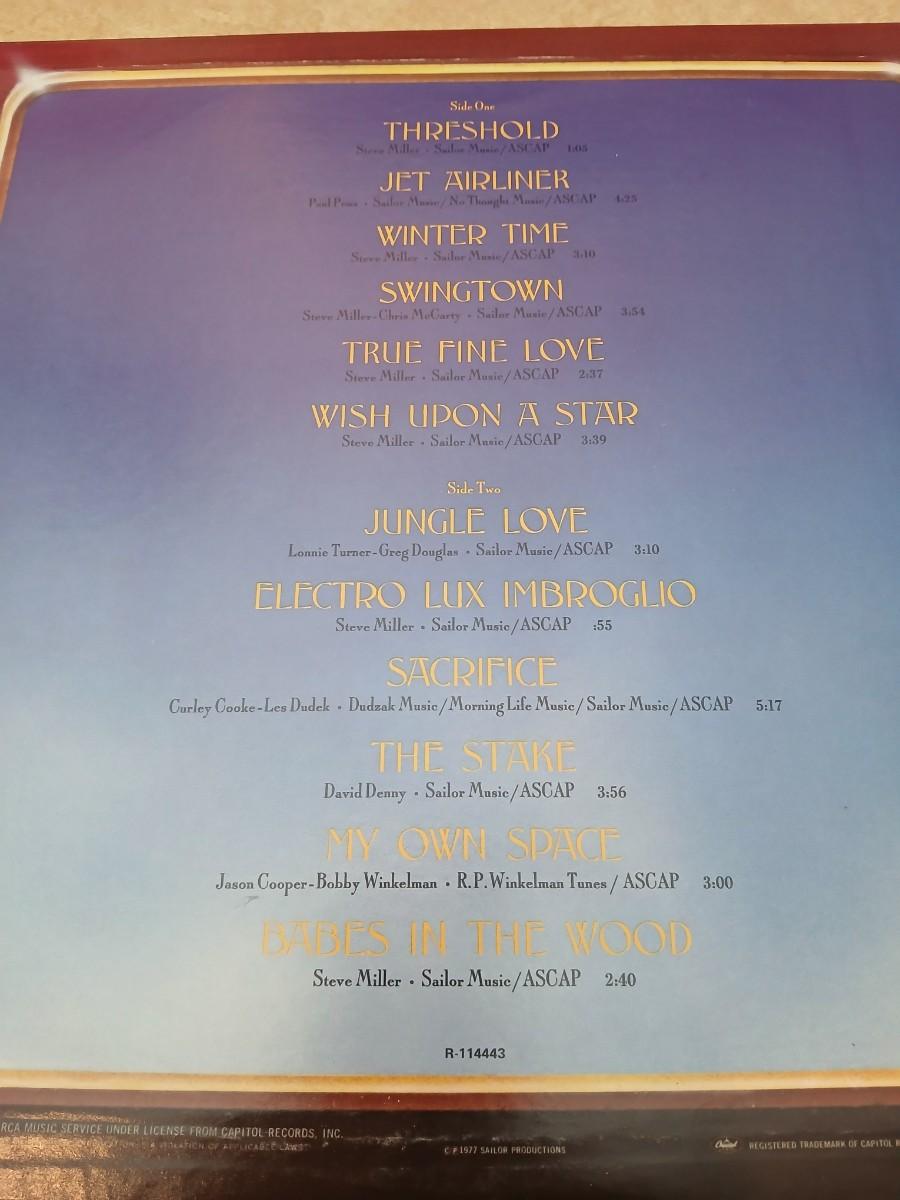 Side One
THRESHOLD
Steve Miller • Sailor Music/ASCAP 1:05
JET AIRLINER
Paul Pena • Sailor Music/No Thought Music/ASCAP 4:25
WINTER TIME
Steve Miller • Sailor Music/ASCAP 3:10
SWINGTOWN
Steve Miller-Chris McCarty • Sailor Music/ASCAP 3:54
TRUE FINE LOVE
Steve Miller • Sailor Music/ASCAP 2:37
WISH UPON A STAR
Steve Miller • Sailor Music/ASCAP 3:39
Side Two
JUNGLE LOVE
Lonnie Turner-Greg Douglas • Sailor Music/ASCAP 3:10
ELECTRO LUX IMBROGLIO
Steve Miller • Sailor Music/ASCAP :55
SACRIFICE
Curley Cooke-Les Dudek • Dudzak Music/Morning Life Music/Sailor Music/ASCAP 5:17
THE STAKE
David Denny • Sailor Music/ASCAP 3:56
MY OWN SPACE
Jason Cooper-Bobby Winkelman • R.P. Winkelman Tunes / ASCAP 3:00
BABES IN THE WOOD
Steve Miller • Sailor Music/ASCAP 2:40
R-114443
RCA MUSIC SERVICE UNDER LICENSE FROM CAPITOL RECORDS, INC.
VIOLATION OF APPLICABLE LAWS
© ℗ 1977 SAILOR PRODUCTIONS
Capitol REGISTERED TRADEMARK OF CAPITOL